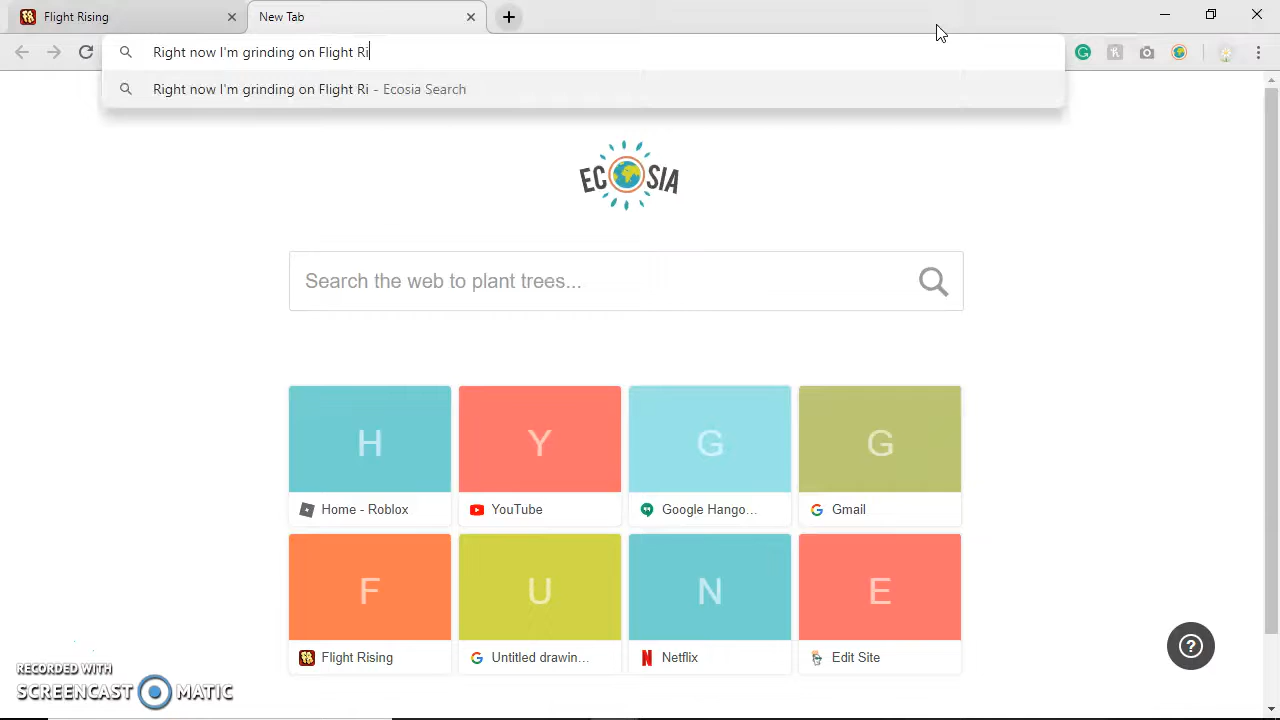 Flight Rising
New Tab
Right now I'm grinding on Flight Ri
Right now I'm grinding on Flight Ri - Ecosia Search
ECOSIA
Search the web to plant trees...
H
Y
G
G
Home - Roblox
YouTube
Google Hango...
Gmail
F
U
N
E
Flight Rising
Untitled drawin...
Netflix
Edit Site
RECORDED WITH
SCREENCAST MATIC